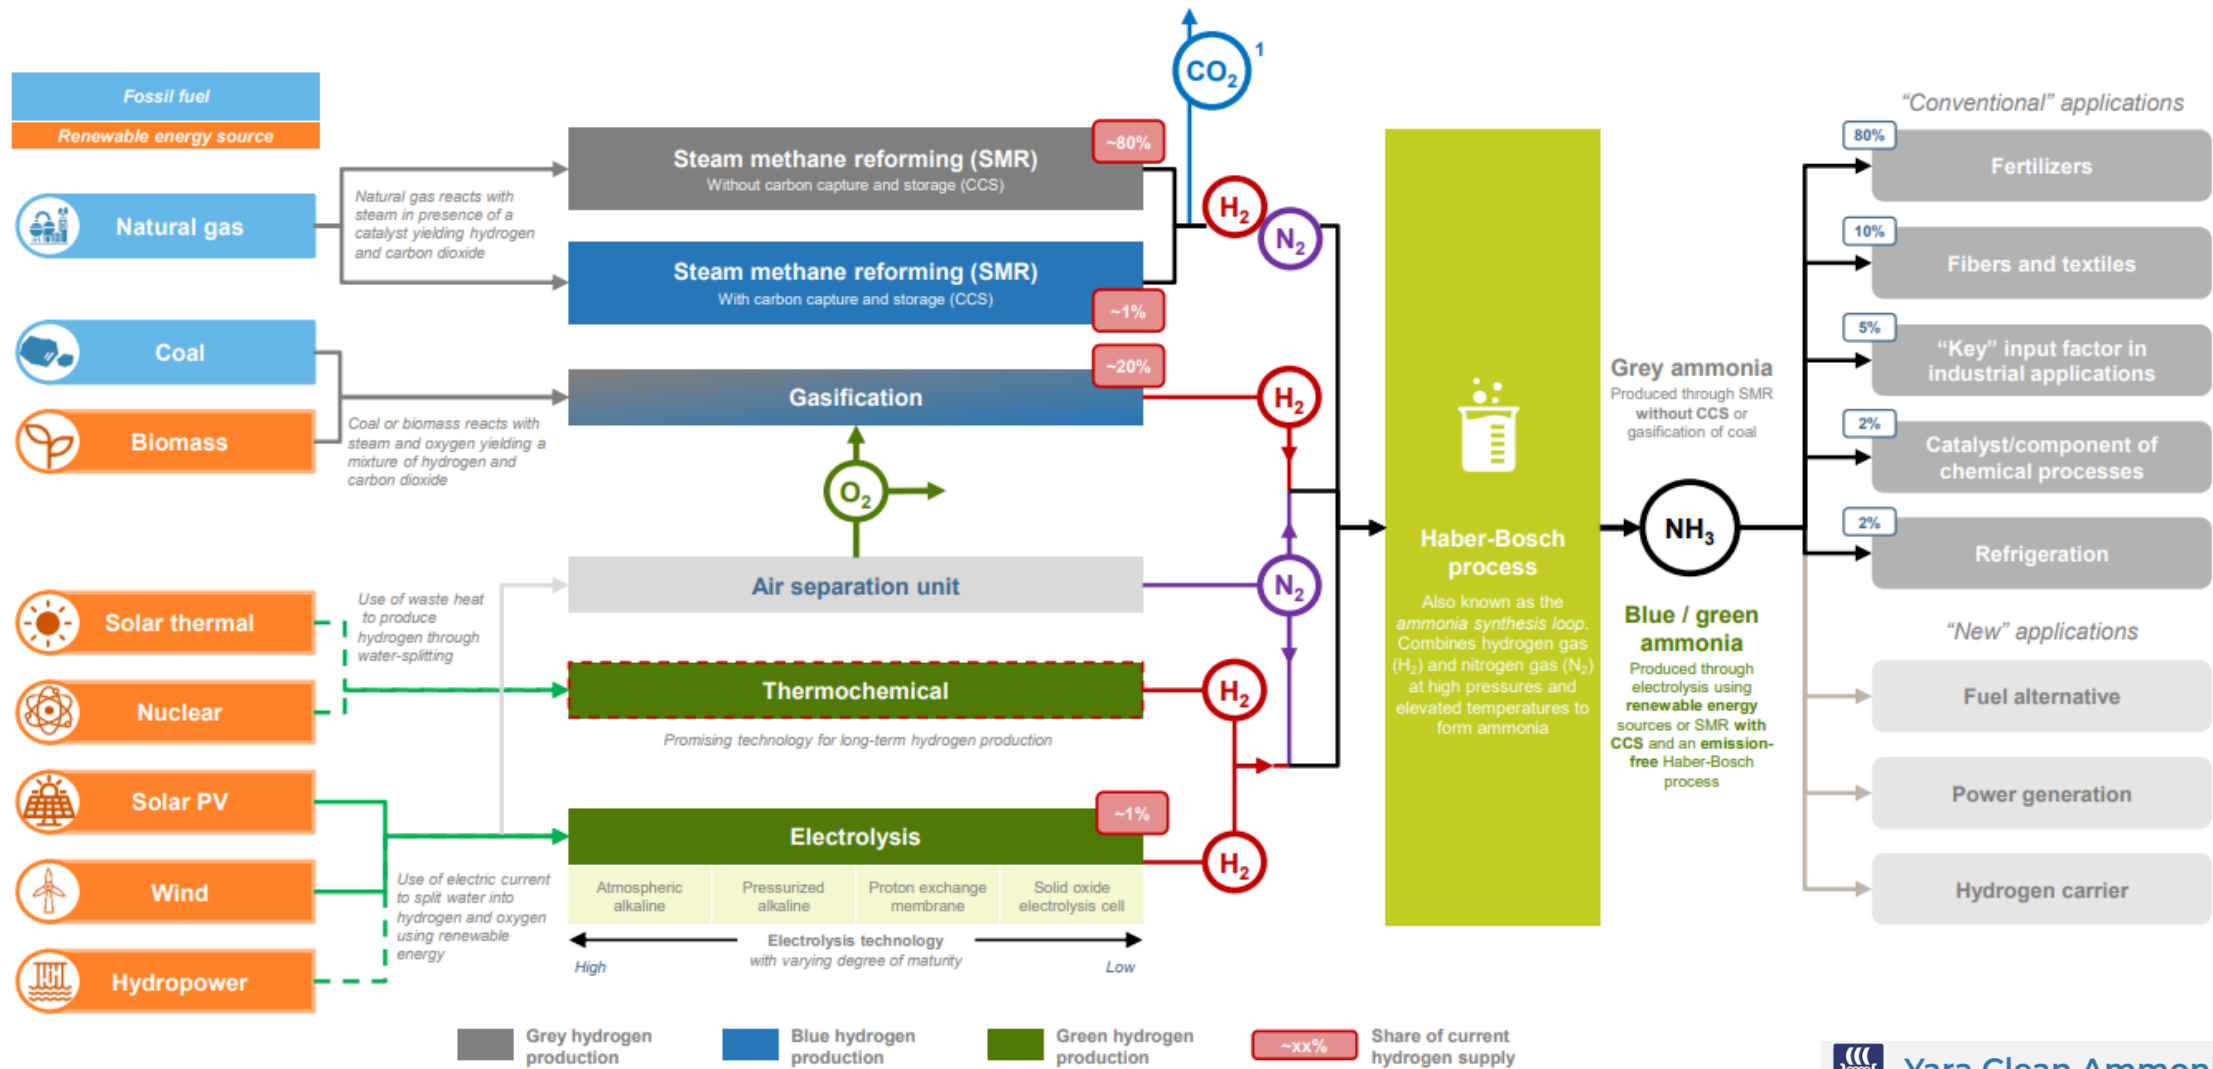 Fossil fuel
Renewable energy source
Natural gas
Coal
Biomass
Solar thermal
Nuclear
Solar PV
Wind
Hydropower
Natural gas reacts with
steam in presence of a
catalyst yielding hydrogen
and carbon dioxide
Coal or biomass reacts with
steam and oxygen yielding a
mixture of hydrogen and
carbon dioxide
Use of waste heat
to produce
hydrogen through
water-splitting
Use of electric current
to split water into
hydrogen and oxygen
using renewable
energy
Steam methane reforming (SMR)
Without carbon capture and storage (CCS)
~80%
Steam methane reforming (SMR)
With carbon capture and storage (CCS)
~1%
Gasification
~20%
O2
Air separation unit
Thermochemical
Promising technology for long-term hydrogen production
Electrolysis
~1%
Atmospheric
alkaline
Pressurized
alkaline
Proton exchange
membrane
Solid oxide
electrolysis cell
Electrolysis technology
with varying degree of maturity
High
Low
CO2 1
H2
N2
H2
N2
H2
H2
Haber-Bosch
process
Also known as the
ammonia synthesis loop.
Combines hydrogen gas
(H2) and nitrogen gas (N2)
at high pressures and
elevated temperatures to
form ammonia
Grey ammonia
Produced through SMR
without CCS or
gasification of coal
NH3
Blue / green
ammonia
Produced through
electrolysis using
renewable energy
sources or SMR with
CCS and an emission-
free Haber-Bosch
process
"Conventional" applications
80%
Fertilizers
10%
Fibers and textiles
5%
"Key" input factor in
industrial applications
2%
Catalyst/component of
chemical processes
2%
Refrigeration
"New" applications
Fuel alternative
Power generation
Hydrogen carrier
Grey hydrogen
production
Blue hydrogen
production
Green hydrogen
production
~xx%
Share of current
hydrogen supply
Yara Clean Ammoni